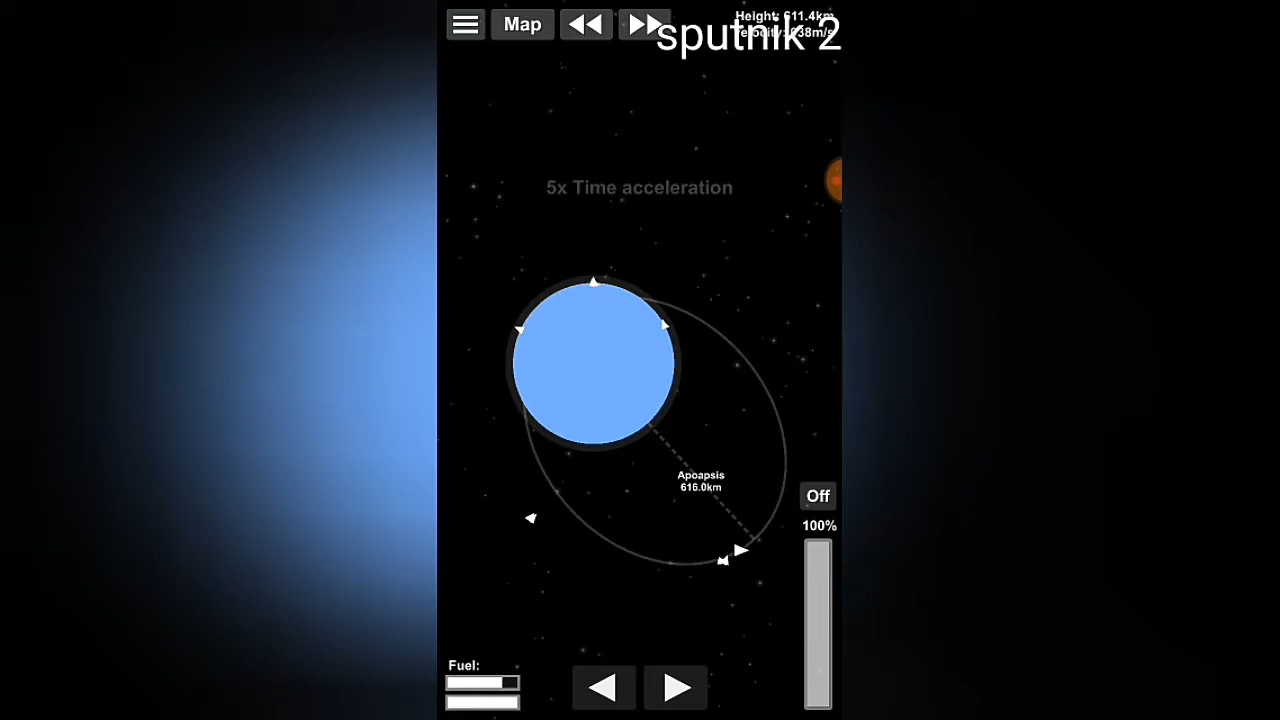 Map
Height: 611.4km
sputnik 2
5x Time acceleration
Apoapsis
616.0km
Off
100%
Fuel: